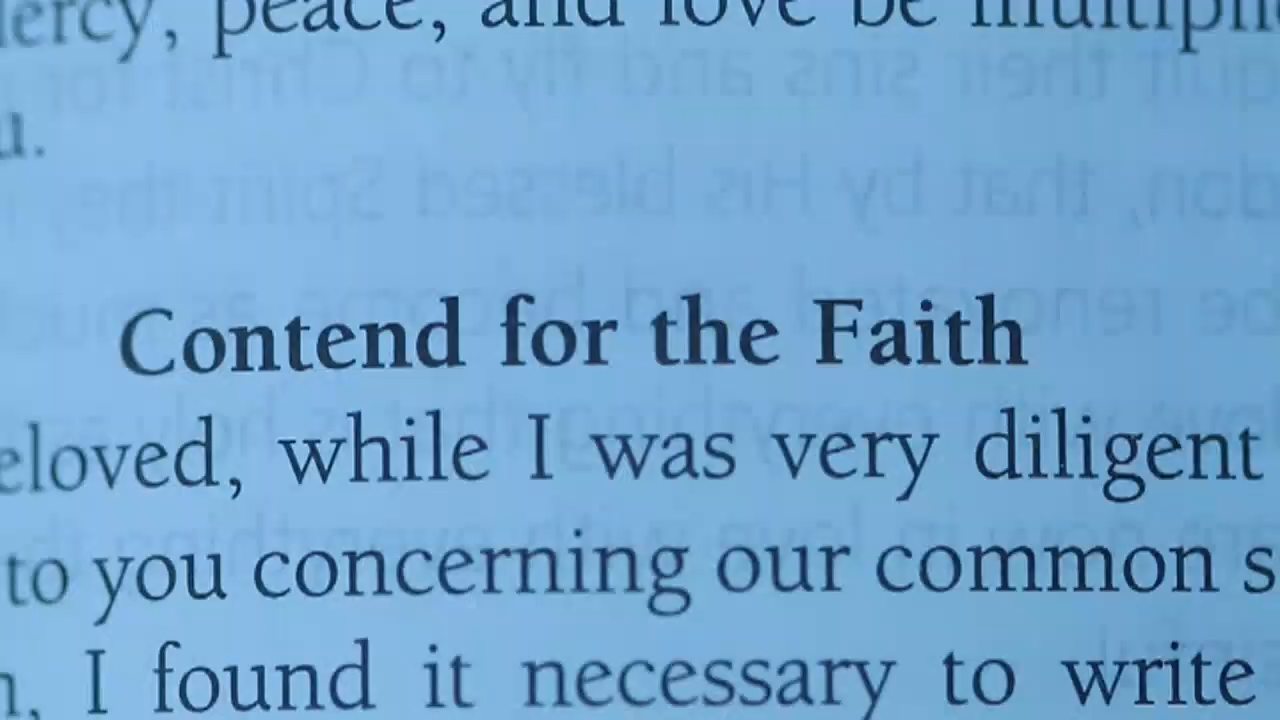 ercy, peace, and love be multipli
u.
Contend for the Faith
eloved, while I was very diligent
to you concerning our common s
n, I found it necessary to write